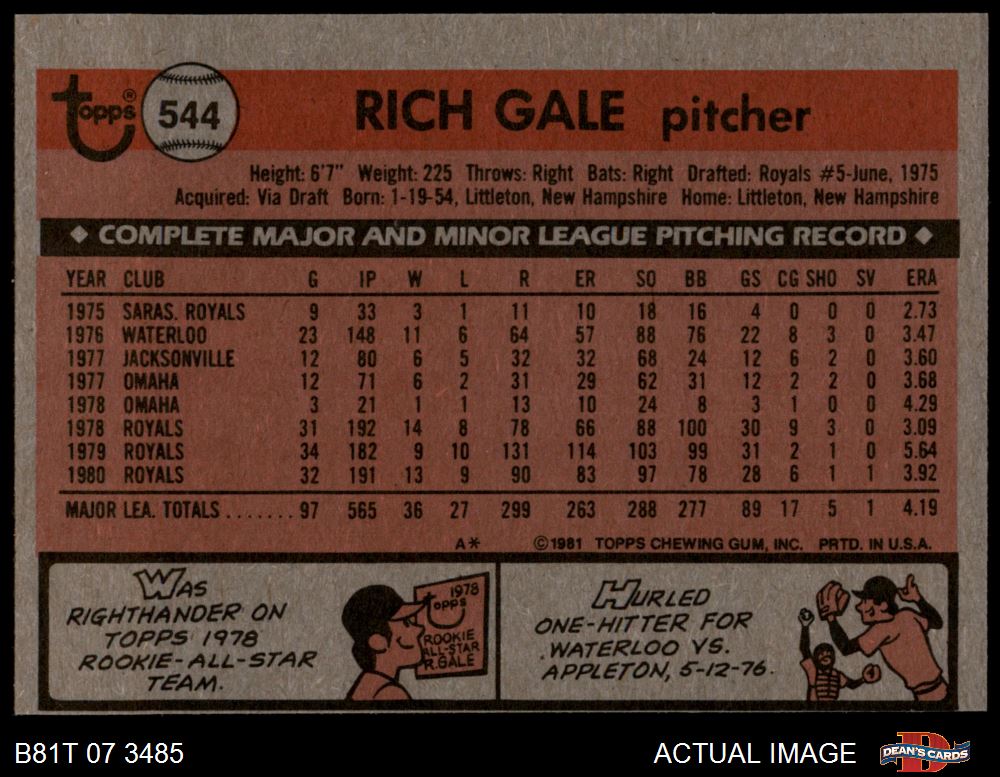 topps® 544 RICH GALE pitcher
Height: 6'7" Weight: 225 Throws: Right Bats: Right Drafted: Royals #5-June, 1975
Acquired: Via Draft Born: 1-19-54, Littleton, New Hampshire Home: Littleton, New Hampshire
◆ COMPLETE MAJOR AND MINOR LEAGUE PITCHING RECORD ◆
YEAR CLUB G IP W L R ER SO BB GS CG SHO SV ERA
1975 SARAS. ROYALS 9 33 3 1 11 10 18 16 4 0 0 0 2.73
1976 WATERLOO 23 148 11 6 64 57 88 76 22 8 3 0 3.47
1977 JACKSONVILLE 12 80 6 5 32 32 68 24 12 6 2 0 3.60
1977 OMAHA 12 71 6 2 31 29 62 31 12 2 2 0 3.68
1978 OMAHA 3 21 1 1 13 10 24 8 3 1 0 0 4.29
1978 ROYALS 31 192 14 8 78 66 88 100 30 9 3 0 3.09
1979 ROYALS 34 182 9 10 131 114 103 99 31 2 1 0 5.64
1980 ROYALS 32 191 13 9 90 83 97 78 28 6 1 1 3.92
MAJOR LEA. TOTALS ....... 97 565 36 27 299 263 288 277 89 17 5 1 4.19
A* ©1981 TOPPS CHEWING GUM, INC. PRTD. IN U.S.A.
WAS
RIGHTHANDER ON
TOPPS 1978
ROOKIE-ALL-STAR
TEAM.
1978
topps
ROOKIE
ALL-STAR
R.GALE
HURLED
ONE-HITTER FOR
WATERLOO VS.
APPLETON, 5-12-76.
B81T 07 3485 ACTUAL IMAGE DEAN'S CARDS